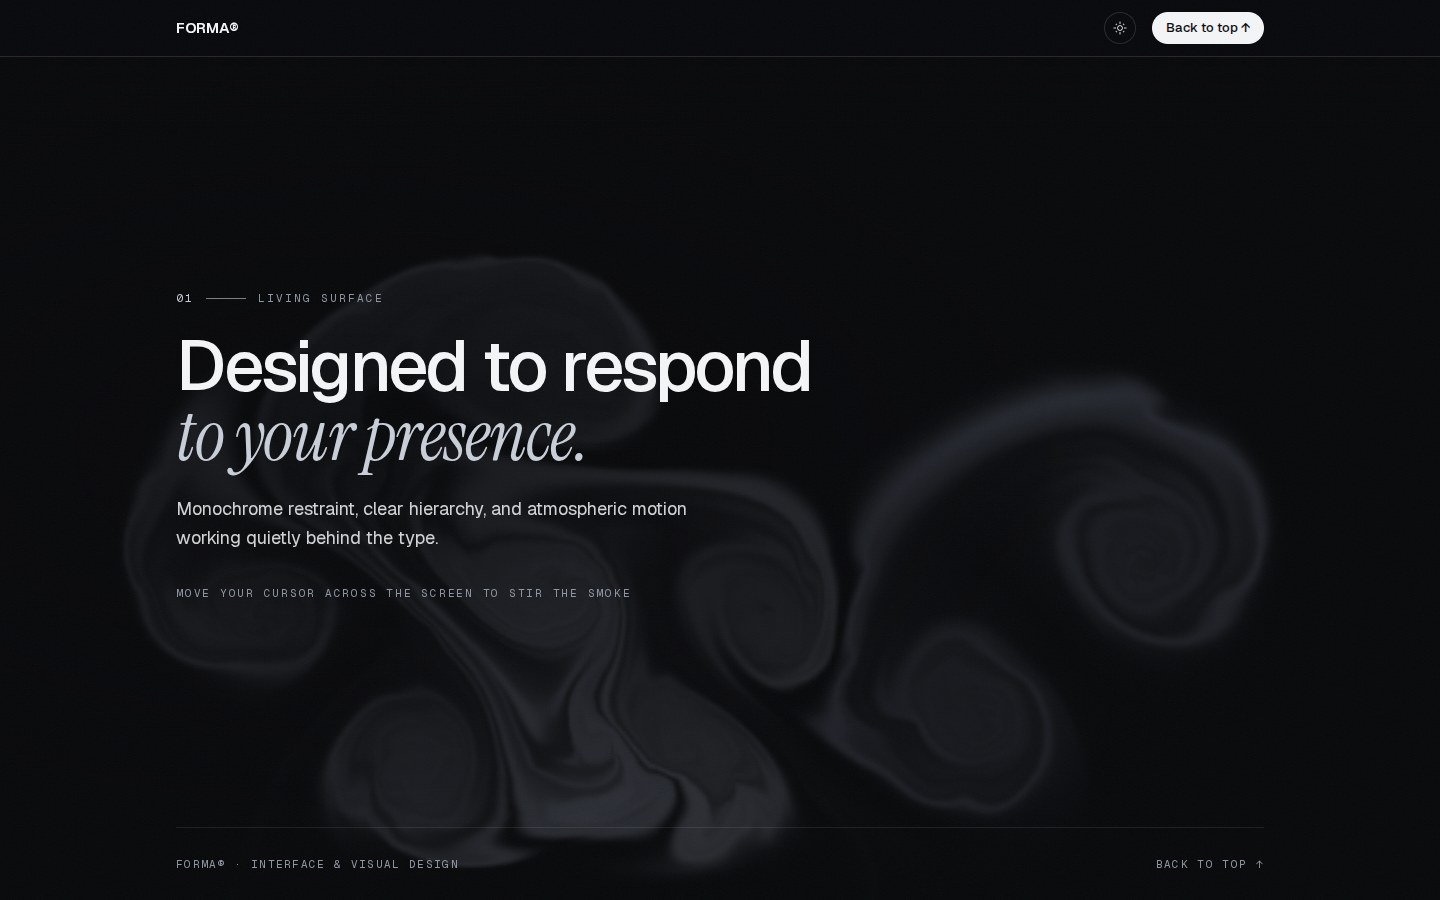 FORMA®
Back to top ↑
01 LIVING SURFACE
Designed to respond
to your presence.
Monochrome restraint, clear hierarchy, and atmospheric motion
working quietly behind the type.
MOVE YOUR CURSOR ACROSS THE SCREEN TO STIR THE SMOKE
FORMA® · INTERFACE & VISUAL DESIGN
BACK TO TOP ↑